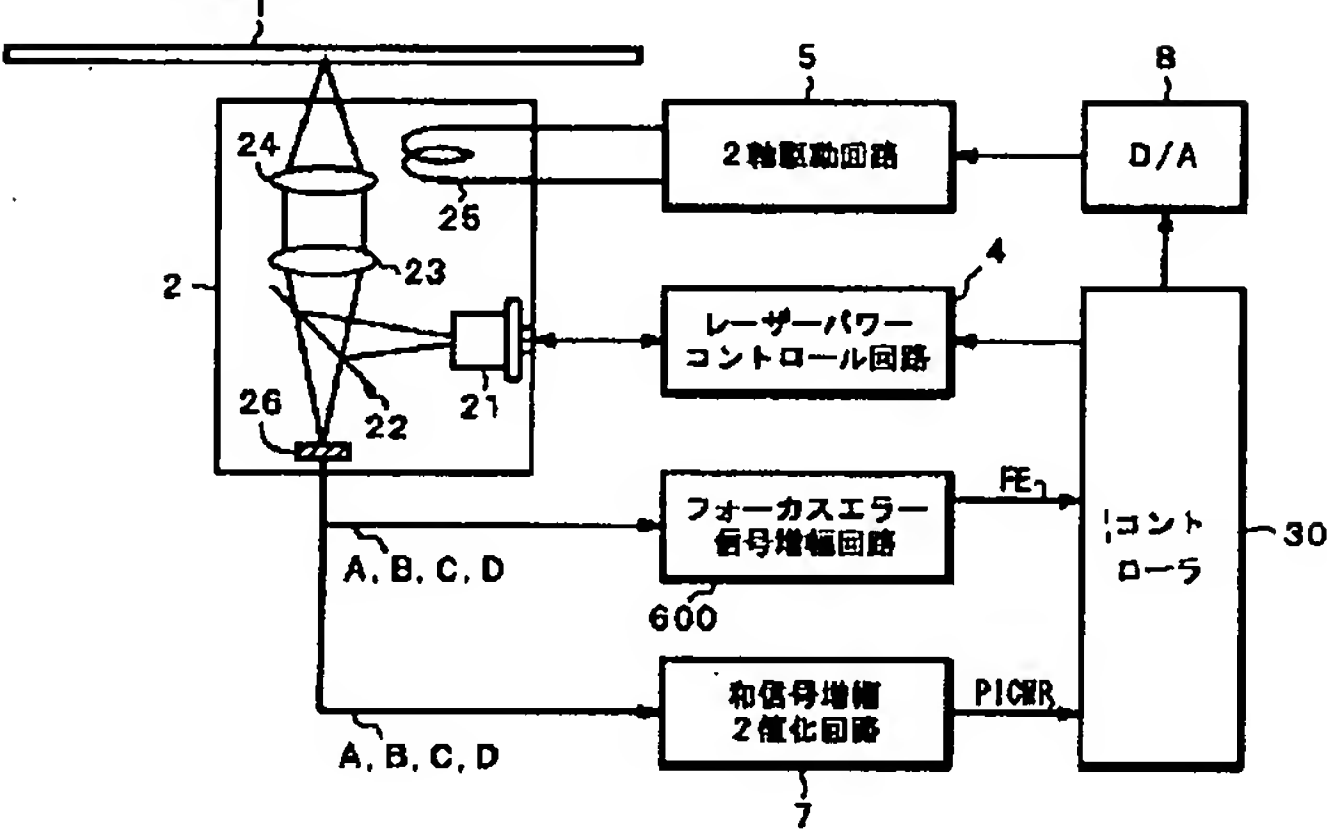 1
5
8
24
2軸駆動回路
D/A
25
4
23
2
レーザーパワー
コントロール回路
21
26
22
FE
フォーカスエラー
信号増幅回路
コント
ローラ
30
A, B, C, D
600
和信号増幅
2値化回路
A, B, C, D
7